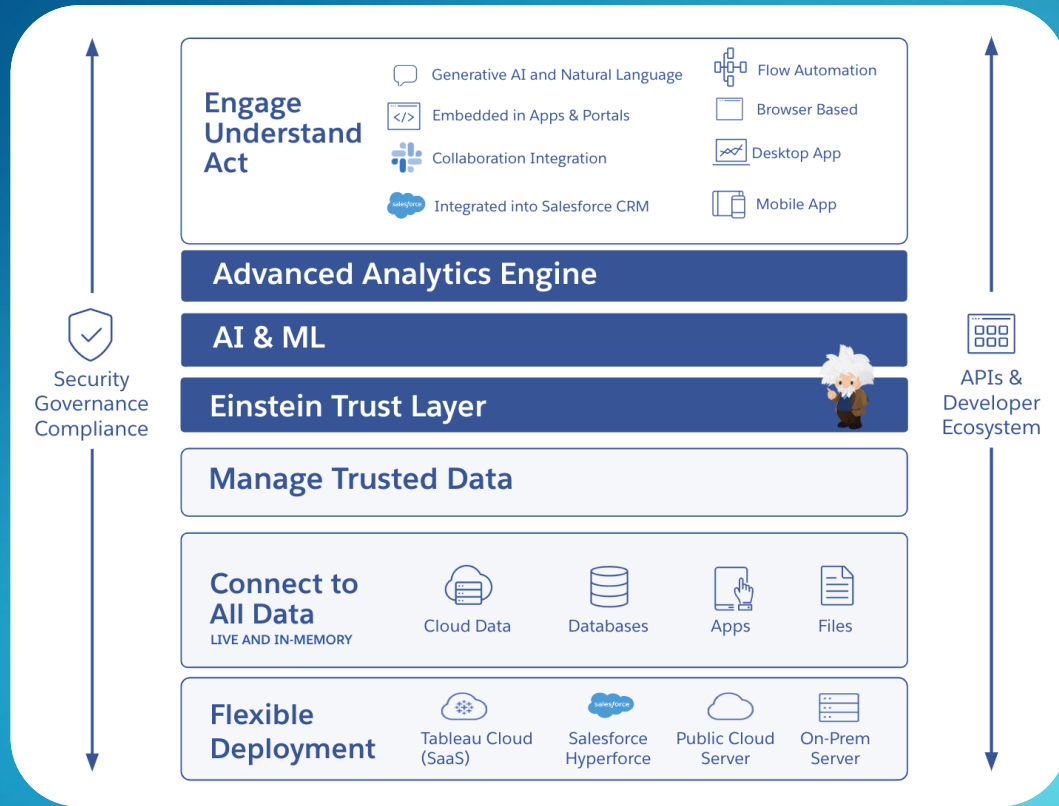 Engage
Understand
Act
Generative AI and Natural Language
Embedded in Apps & Portals
</>
Collaboration Integration
salesforce
Integrated into Salesforce CRM
Flow Automation
Browser Based
Desktop App
Mobile App
Advanced Analytics Engine
AI & ML
Einstein Trust Layer
Security
Governance
Compliance
APIs &
Developer
Ecosystem
Manage Trusted Data
Connect to
All Data
LIVE AND IN-MEMORY
Cloud Data
Databases
Apps
Files
Flexible
Deployment
Tableau Cloud
(SaaS)
salesforce
Salesforce
Hyperforce
Public Cloud
Server
On-Prem
Server